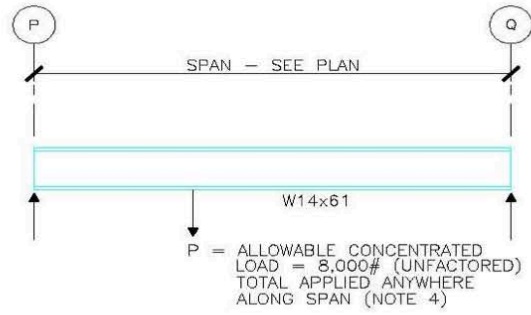 P
Q
SPAN – SEE PLAN
W14x61
P = ALLOWABLE CONCENTRATED
LOAD = 8,000# (UNFACTORED)
TOTAL APPLIED ANYWHERE
ALONG SPAN (NOTE 4)